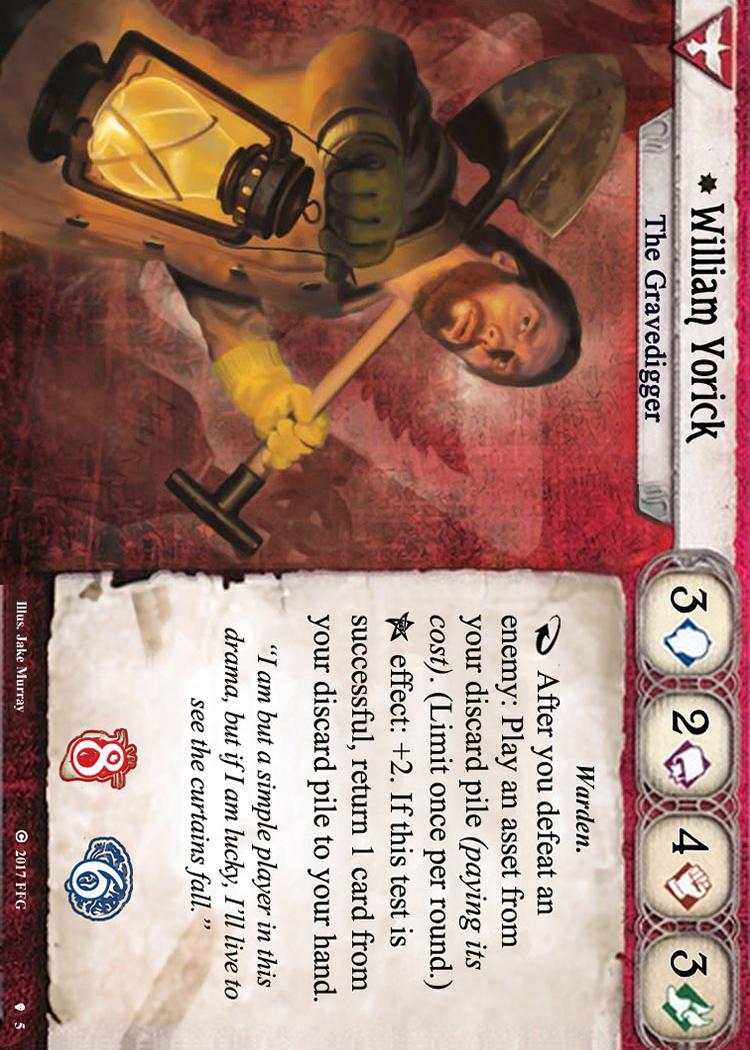 William Yorick
The Gravedigger
3
2
4
3
Warden.
After you defeat an
enemy: Play an asset from
your discard pile (paying its
cost). (Limit once per round.)
effect: +2. If this test is
successful, return 1 card from
your discard pile to your hand.
“I am but a simple player in this
drama, but if I am lucky, I’ll live to
see the curtains fall.”
8
6
Illus. Jake Murray
© 2017 FFG
5